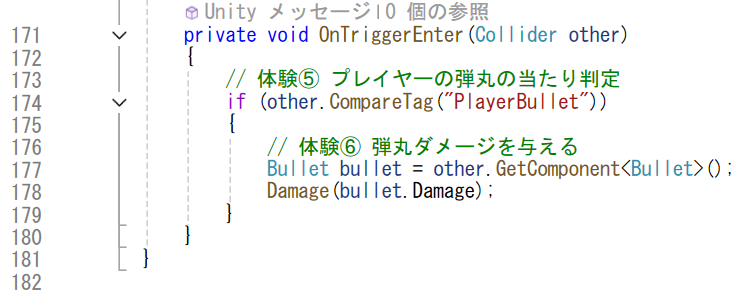 Unity メッセージ|0 個の参照
171 private void OnTriggerEnter(Collider other)
172 {
173 // 体験⑤ プレイヤーの弾丸の当たり判定
174 if (other.CompareTag("PlayerBullet"))
175 {
176 // 体験⑥ 弾丸ダメージを与える
177 Bullet bullet = other.GetComponent<Bullet>();
178 Damage(bullet.Damage);
179 }
180 }
181 }
182